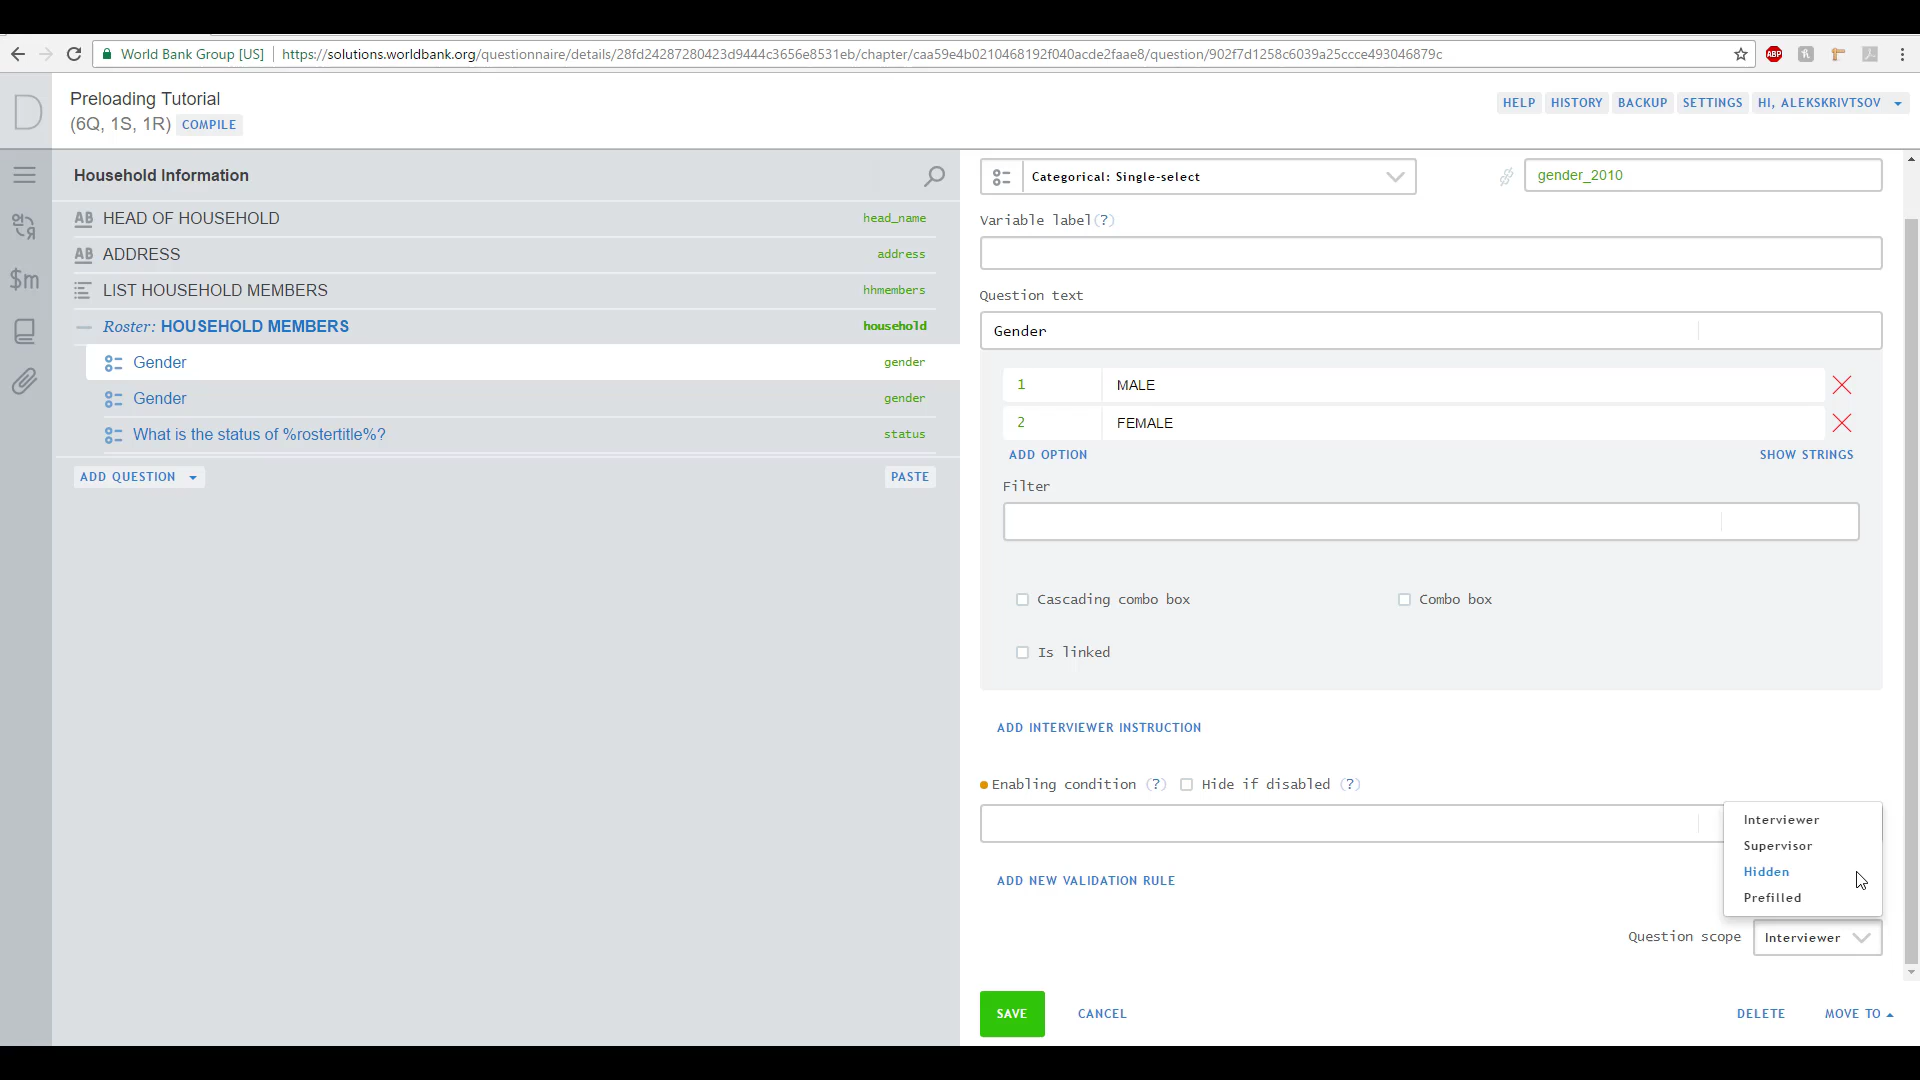 World Bank Group [US] https://solutions.worldbank.org/questionnaire/details/28fd24287280423d9444c3656e8531eb/chapter/caa59e4b0210468192f040acde2faae8/question/902f7d1258c6039a25ccce493046879c
ABP
D
Preloading Tutorial
(6Q, 1S, 1R) COMPILE
HELP HISTORY BACKUP SETTINGS HI, ALEKSKRIVTSOV
$m
Household Information
AB HEAD OF HOUSEHOLD head_name
AB ADDRESS address
LIST HOUSEHOLD MEMBERS hhmembers
Roster: HOUSEHOLD MEMBERS household
Gender gender
Gender gender
What is the status of %rostertitle%? status
ADD QUESTION PASTE
Categorical: Single-select gender_2010
Variable label(?)
Question text
Gender
1 MALE
2 FEMALE
ADD OPTION SHOW STRINGS
Filter
Cascading combo box Combo box
Is linked
ADD INTERVIEWER INSTRUCTION
Enabling condition (?) Hide if disabled (?)
Interviewer
Supervisor
Hidden
Prefilled
ADD NEW VALIDATION RULE
Question scope Interviewer
SAVE CANCEL DELETE MOVE TO